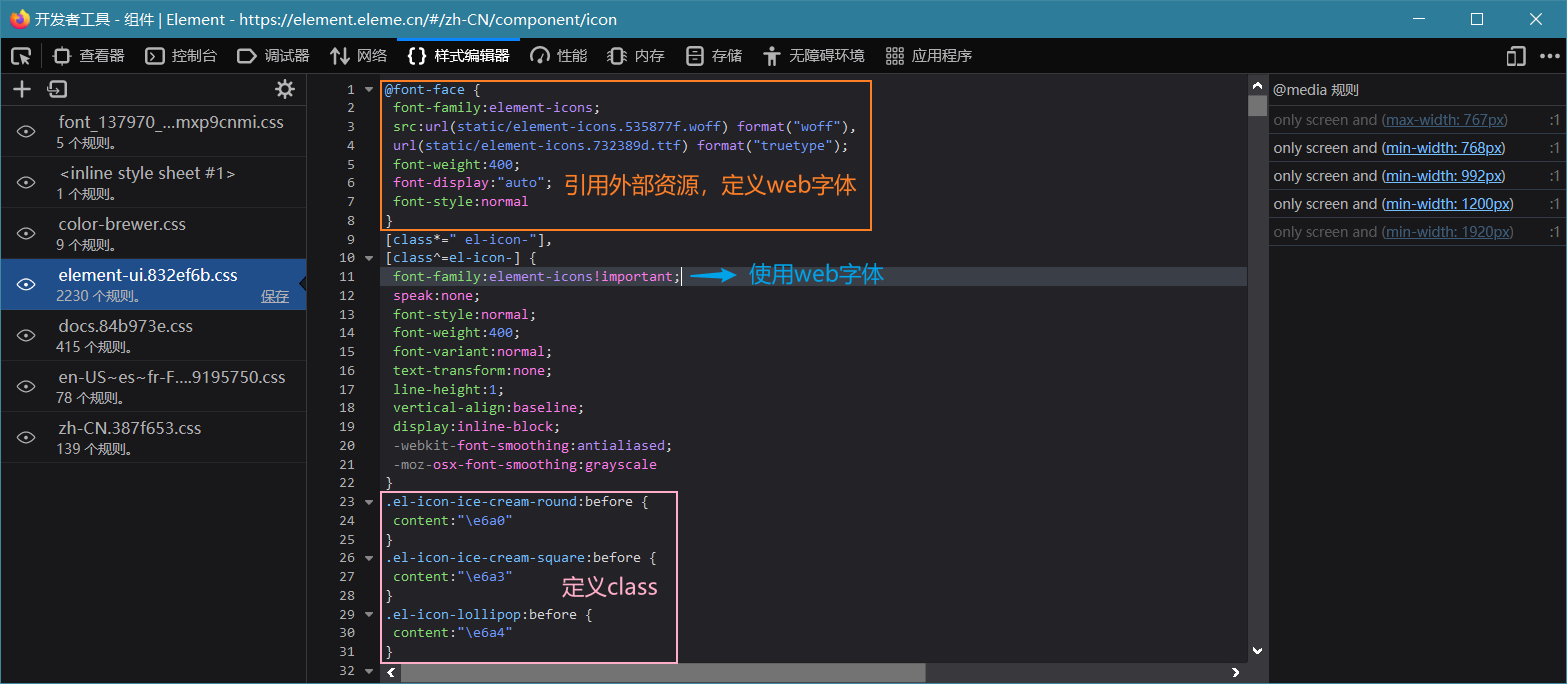 开发者工具 - 组件 | Element - https://element.eleme.cn/#/zh-CN/component/icon
查看器 控制台 调试器 网络 {} 样式编辑器 性能 内存 存储 无障碍环境 应用程序
font_137970_...mxp9cnmi.css
5 个规则。
<inline style sheet #1>
1 个规则。
color-brewer.css
9 个规则。
element-ui.832ef6b.css
2230 个规则。 保存
docs.84b973e.css
415 个规则。
en-US~es~fr-F....9195750.css
78 个规则。
zh-CN.387f653.css
139 个规则。
1 @font-face {
2 font-family:element-icons;
3 src:url(static/element-icons.535877f.woff) format("woff"),
4 url(static/element-icons.732389d.ttf) format("truetype");
5 font-weight:400;
6 font-display:"auto"; 引用外部资源，定义web字体
7 font-style:normal
8 }
9 [class*=" el-icon-"],
10 [class^=el-icon-] {
11 font-family:element-icons!important; 使用web字体
12 speak:none;
13 font-style:normal;
14 font-weight:400;
15 font-variant:normal;
16 text-transform:none;
17 line-height:1;
18 vertical-align:baseline;
19 display:inline-block;
20 -webkit-font-smoothing:antialiased;
21 -moz-osx-font-smoothing:grayscale
22 }
23 .el-icon-ice-cream-round:before {
24 content:"\e6a0"
25 }
26 .el-icon-ice-cream-square:before {
27 content:"\e6a3" 定义class
28 }
29 .el-icon-lollipop:before {
30 content:"\e6a4"
31 }
32
@media 规则
only screen and (max-width: 767px) :1
only screen and (min-width: 768px) :1
only screen and (min-width: 992px) :1
only screen and (min-width: 1200px) :1
only screen and (min-width: 1920px) :1